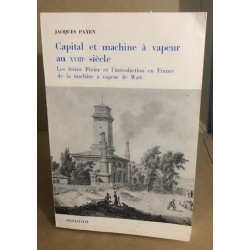 JACQUES PAYEN
Capital et machine à vapeur
au XVIIIe siècle
Les frères Périer et l'introduction en France
de la machine à vapeur de Watt
mouton